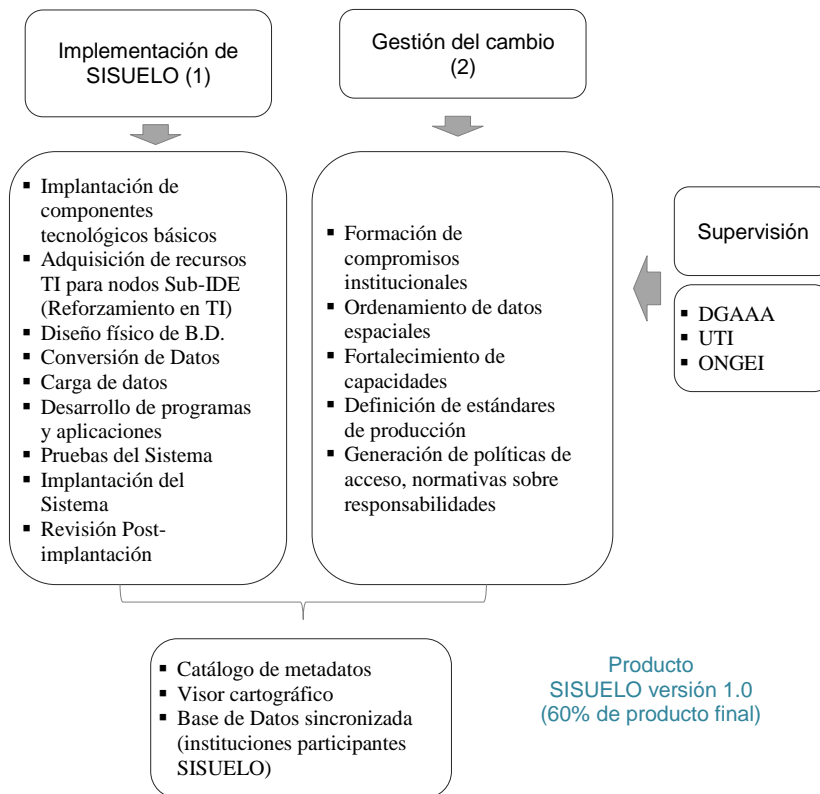 Implementación de
SISUELO (1)
Gestión del cambio
(2)
▪ Implantación de
componentes
tecnológicos básicos
▪ Adquisición de recursos
TI para nodos Sub-IDE
(Reforzamiento en TI)
▪ Diseño físico de B.D.
▪ Conversión de Datos
▪ Carga de datos
▪ Desarrollo de programas
y aplicaciones
▪ Pruebas del Sistema
▪ Implantación del
Sistema
▪ Revisión Post-
implantación
▪ Formación de
compromisos
institucionales
▪ Ordenamiento de datos
espaciales
▪ Fortalecimiento de
capacidades
▪ Definición de estándares
de producción
▪ Generación de políticas de
acceso, normativas sobre
responsabilidades
Supervisión
▪ DGAAA
▪ UTI
▪ ONGEI
▪ Catálogo de metadatos
▪ Visor cartográfico
▪ Base de Datos sincronizada
(instituciones participantes
SISUELO)
Producto
SISUELO versión 1.0
(60% de producto final)